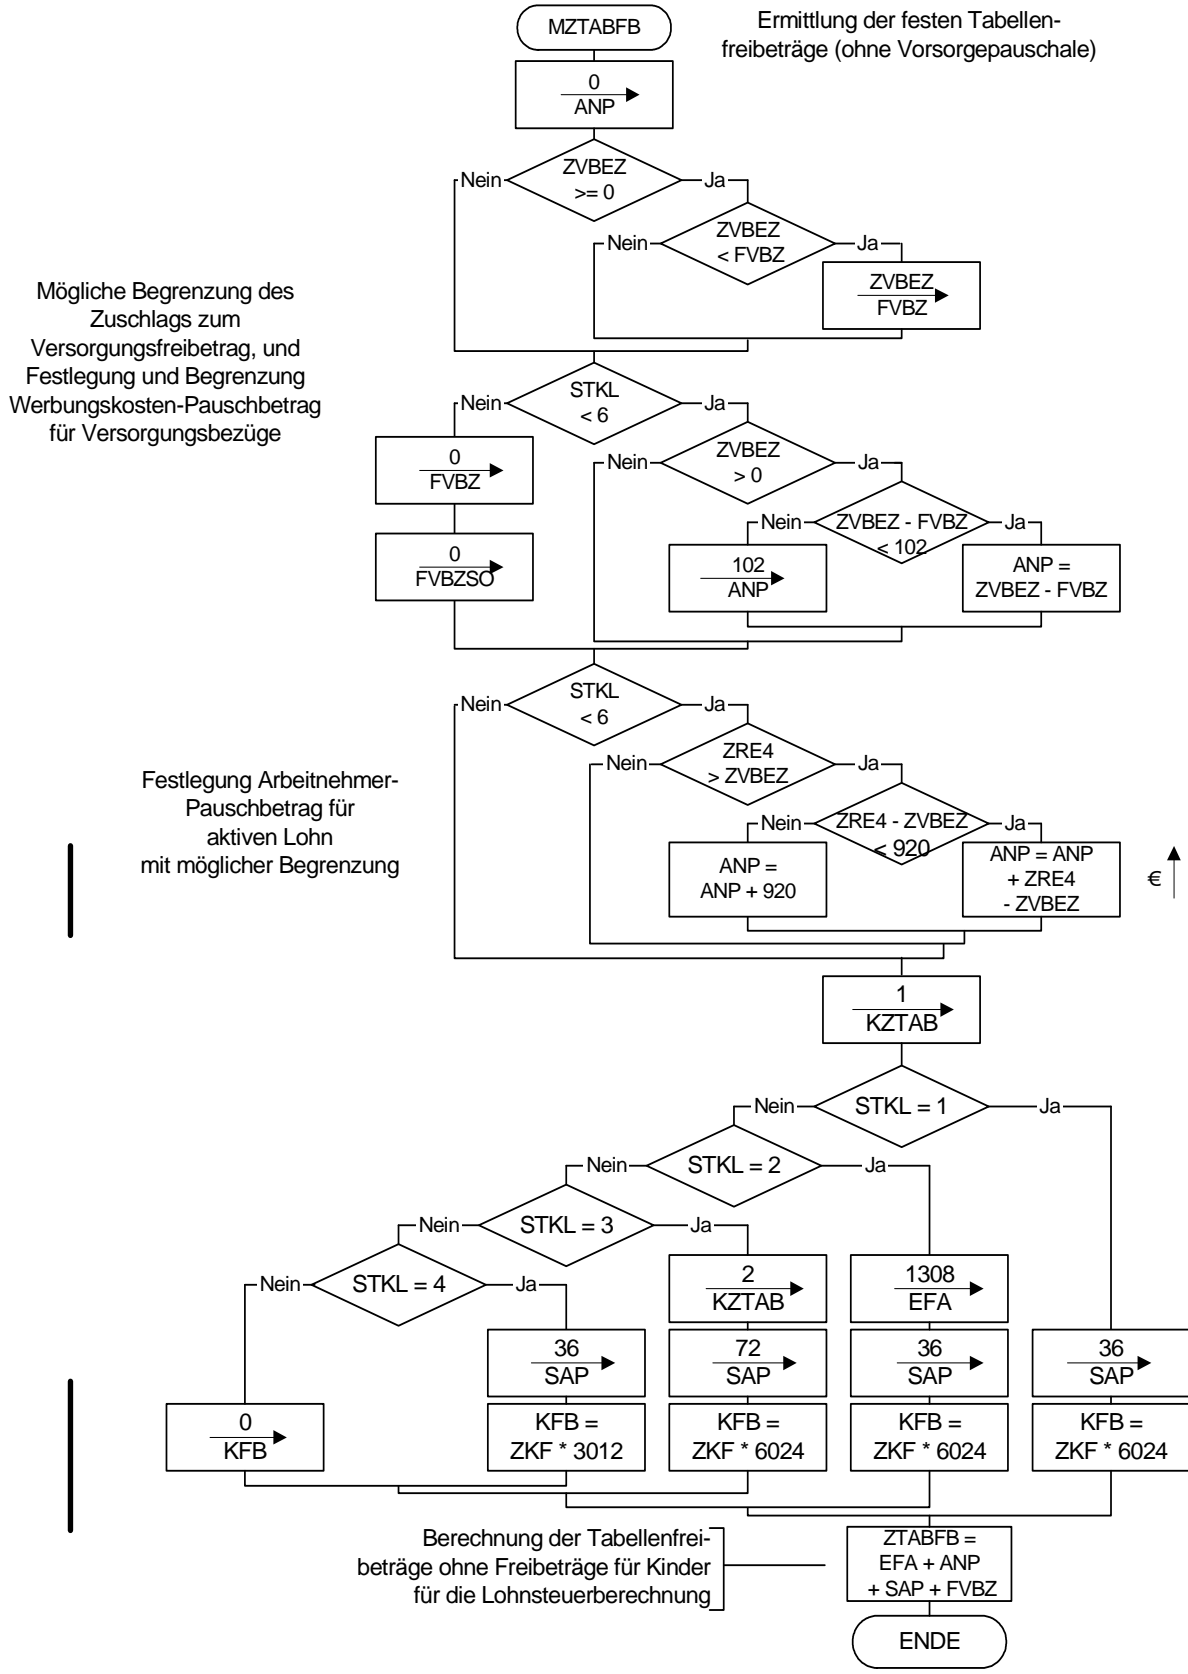 MZTABFB
Ermittlung der festen Tabellen-
freibeträge (ohne Vorsorgepauschale)
0
ANP
ZVBEZ
>= 0
Nein
Ja
ZVBEZ
< FVBZ
Nein
Ja
ZVBEZ
FVBZ
Mögliche Begrenzung des
Zuschlags zum
Versorgungsfreibetrag, und
Festlegung und Begrenzung
Werbungskosten-Pauschbetrag
für Versorgungsbezüge
STKL
< 6
Nein
Ja
0
FVBZ
0
FVBZSO
ZVBEZ
> 0
Nein
Ja
ZVBEZ - FVBZ
< 102
Nein
Ja
102
ANP
ANP =
ZVBEZ - FVBZ
STKL
< 6
Nein
Ja
ZRE4
> ZVBEZ
Nein
Ja
Festlegung Arbeitnehmer-
Pauschbetrag für
aktiven Lohn
mit möglicher Begrenzung
ZRE4 - ZVBEZ
< 920
Nein
Ja
ANP =
ANP + 920
ANP = ANP
+ ZRE4
- ZVBEZ
€
1
KZTAB
STKL = 1
Nein
Ja
STKL = 2
Nein
Ja
STKL = 3
Nein
Ja
STKL = 4
Nein
Ja
2
KZTAB
1308
EFA
36
SAP
72
SAP
36
SAP
36
SAP
0
KFB
KFB =
ZKF * 3012
KFB =
ZKF * 6024
KFB =
ZKF * 6024
KFB =
ZKF * 6024
Berechnung der Tabellenfrei-
beträge ohne Freibeträge für Kinder
für die Lohnsteuerberechnung
ZTABFB =
EFA + ANP
+ SAP + FVBZ
ENDE